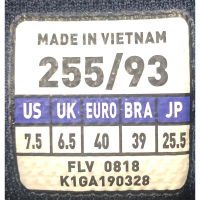 MADE IN VIETNAM
255/93
US UK EURO BRA JP
7.5 6.5 40 39 25.5
FLV 0818
K1GA190328